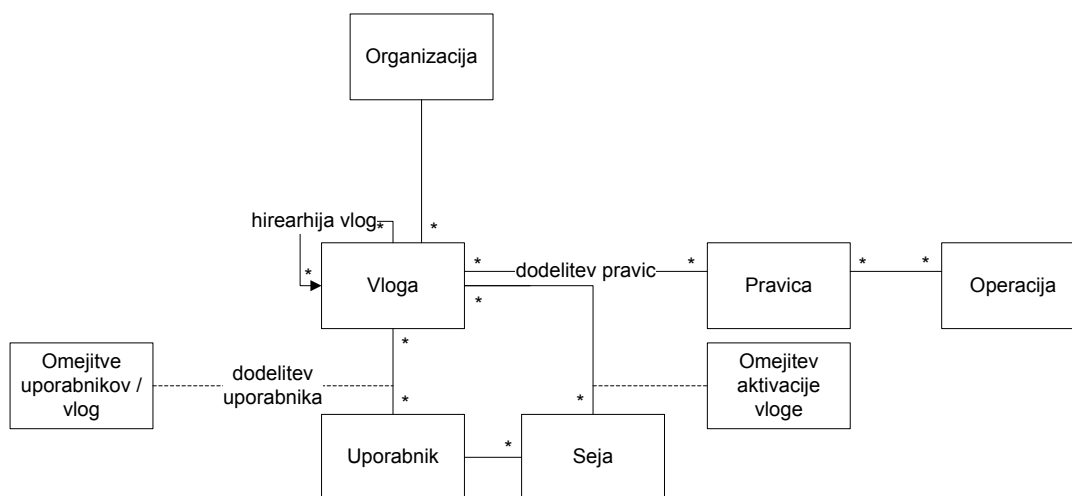 Organizacija
hirearhija vlog
*
*
*
Vloga
*
dodelitev pravic
*
Pravica
*
*
Operacija
*
*
Omejitve
uporabnikov /
vlog
dodelitev
uporabnika
*
*
Omejitev
aktivacije
vloge
*
Uporabnik
*
Seja